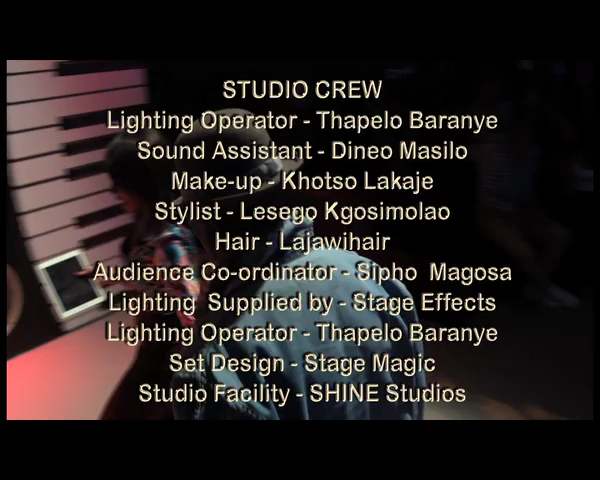 STUDIO CREW
Lighting Operator - Thapelo Baranye
Sound Assistant - Dineo Masilo
Make-up - Khotso Lakaje
Stylist - Lesego Kgosimolao
Hair - Lajawihair
Audience Co-ordinator - Sipho  Magosa
Lighting  Supplied by - Stage Effects
Lighting Operator - Thapelo Baranye
Set Design - Stage Magic
Studio Facility - SHINE Studios